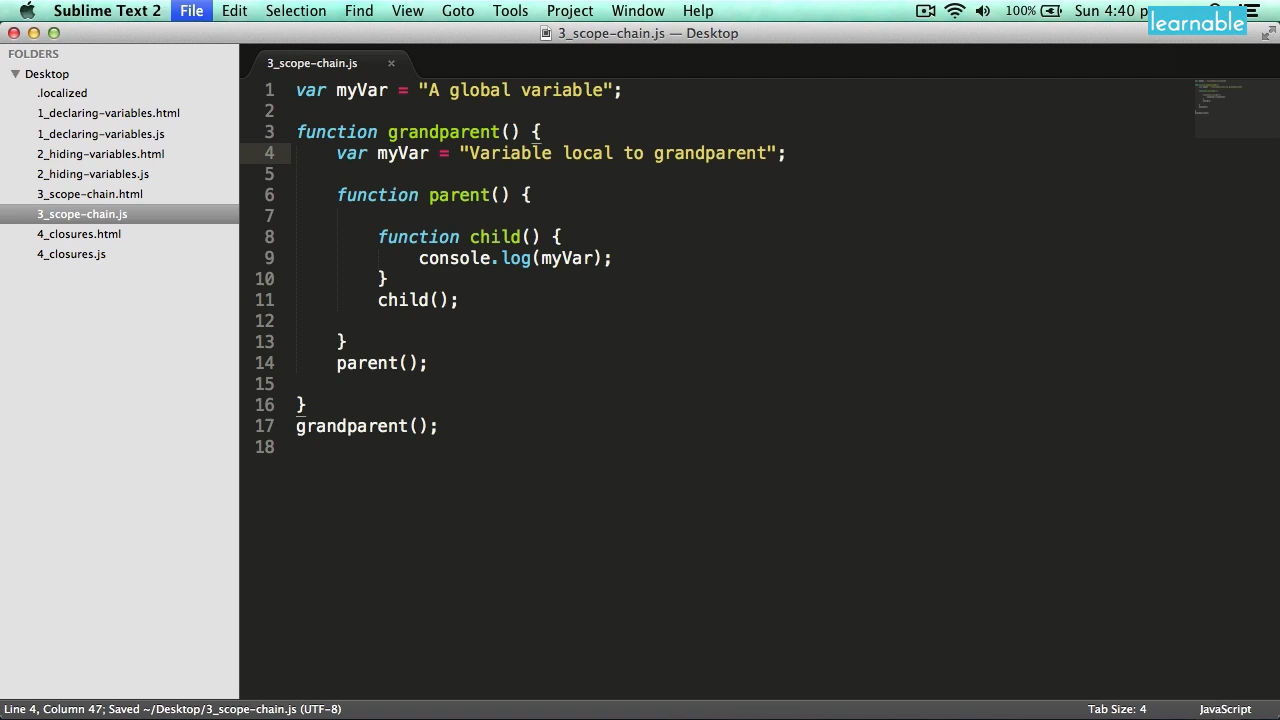 Sublime Text 2 File Edit Selection Find View Goto Tools Project Window Help 100% Sun 4:40 p
learnable
3_scope-chain.js — Desktop
FOLDERS
Desktop
.localized
1_declaring-variables.html
1_declaring-variables.js
2_hiding-variables.html
2_hiding-variables.js
3_scope-chain.html
3_scope-chain.js
4_closures.html
4_closures.js
3_scope-chain.js ×
1 var myVar = "A global variable";
2
3 function grandparent() {
4 var myVar = "Variable local to grandparent";
5
6 function parent() {
7
8 function child() {
9 console.log(myVar);
10 }
11 child();
12
13 }
14 parent();
15
16 }
17 grandparent();
18
Line 4, Column 47; Saved ~/Desktop/3_scope-chain.js (UTF-8) Tab Size: 4 JavaScript